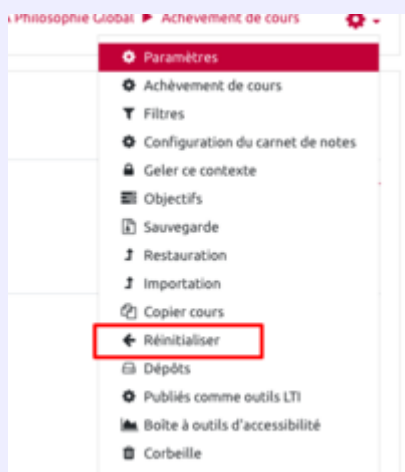 Philosophie Global ▶ Achèvement de cours
Paramètres
Achèvement de cours
Filtres
Configuration du carnet de notes
Geler ce contexte
Objectifs
Sauvegarde
Restauration
Importation
Copier cours
Réinitialiser
Dépôts
Publiés comme outils LTI
Boîte à outils d'accessibilité
Corbeille